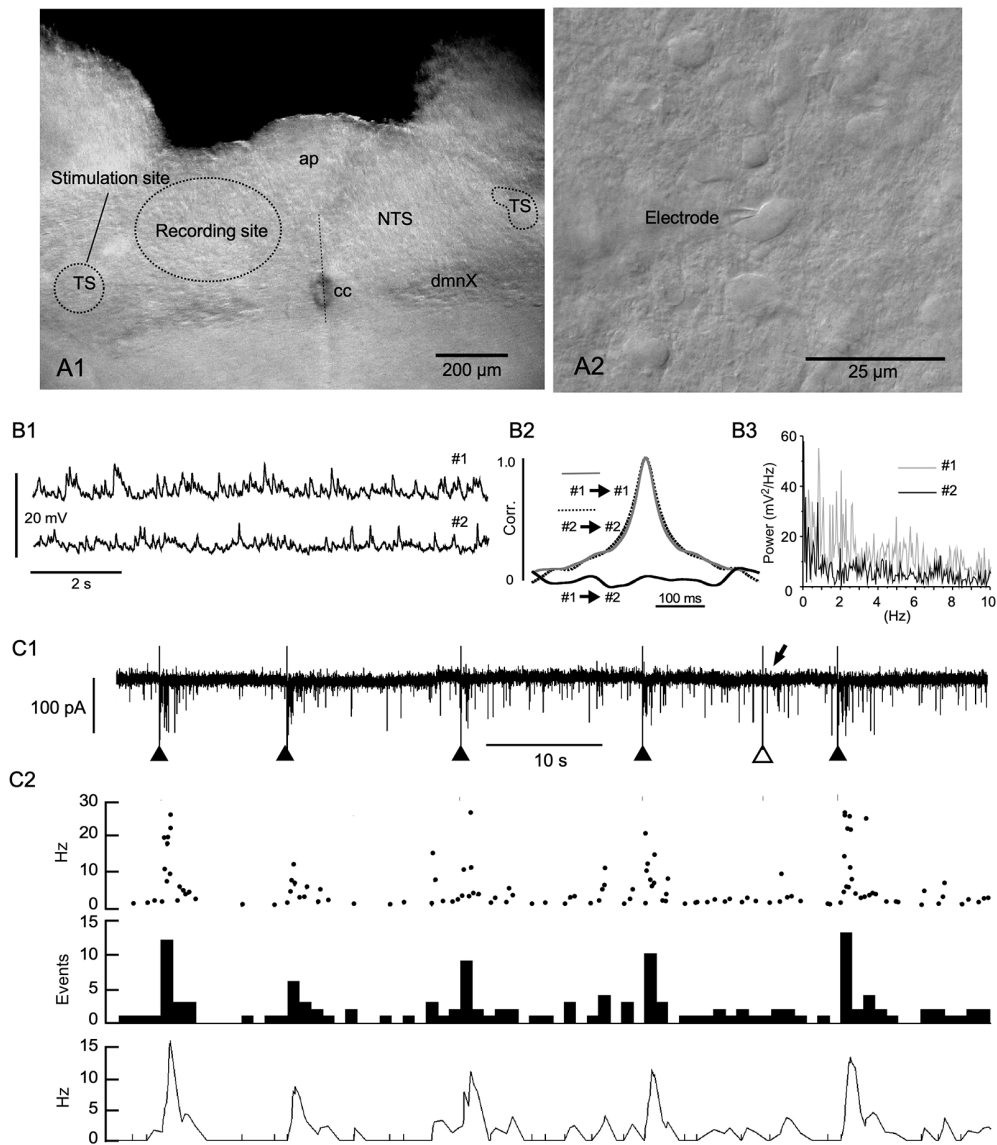 ap
Stimulation site
TS
NTS
Recording site
Electrode
TS
dmnX
cc
A1
200 µm
A2
25 µm
B1
B2
B3
#1
20 mV
#2
2 s
1.0
Corr.
0
#1 → #1
#2 → #2
#1 → #2
100 ms
60
40
20
0
Power (mV²/Hz)
#1
#2
0 2 4 6 8 10
(Hz)
C1
100 pA
10 s
C2
30
20
10
0
Hz
15
10
5
0
Events
15
10
5
0
Hz